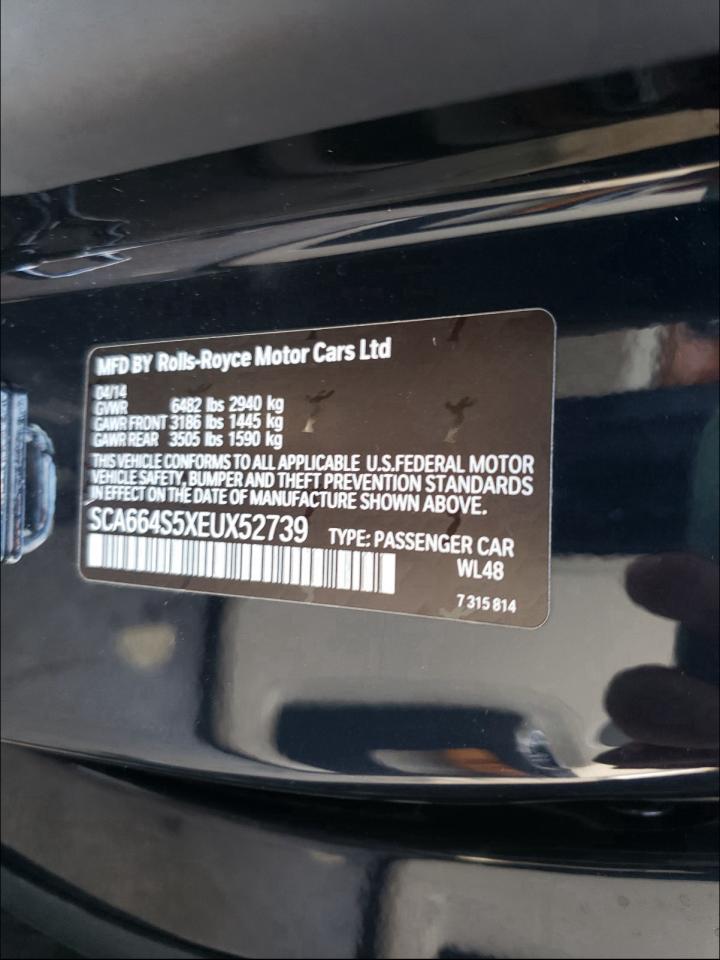 MFD BY Rolls-Royce Motor Cars Ltd
04/14
GVWR 6482 lbs 2940 kg
GAWR FRONT 3186 lbs 1445 kg
GAWR REAR 3505 lbs 1590 kg
THIS VEHICLE CONFORMS TO ALL APPLICABLE U.S.FEDERAL MOTOR
VEHICLE SAFETY, BUMPER AND THEFT PREVENTION STANDARDS
IN EFFECT ON THE DATE OF MANUFACTURE SHOWN ABOVE.
SCA664S5XEUX52739 TYPE: PASSENGER CAR
WL48
7 315 814